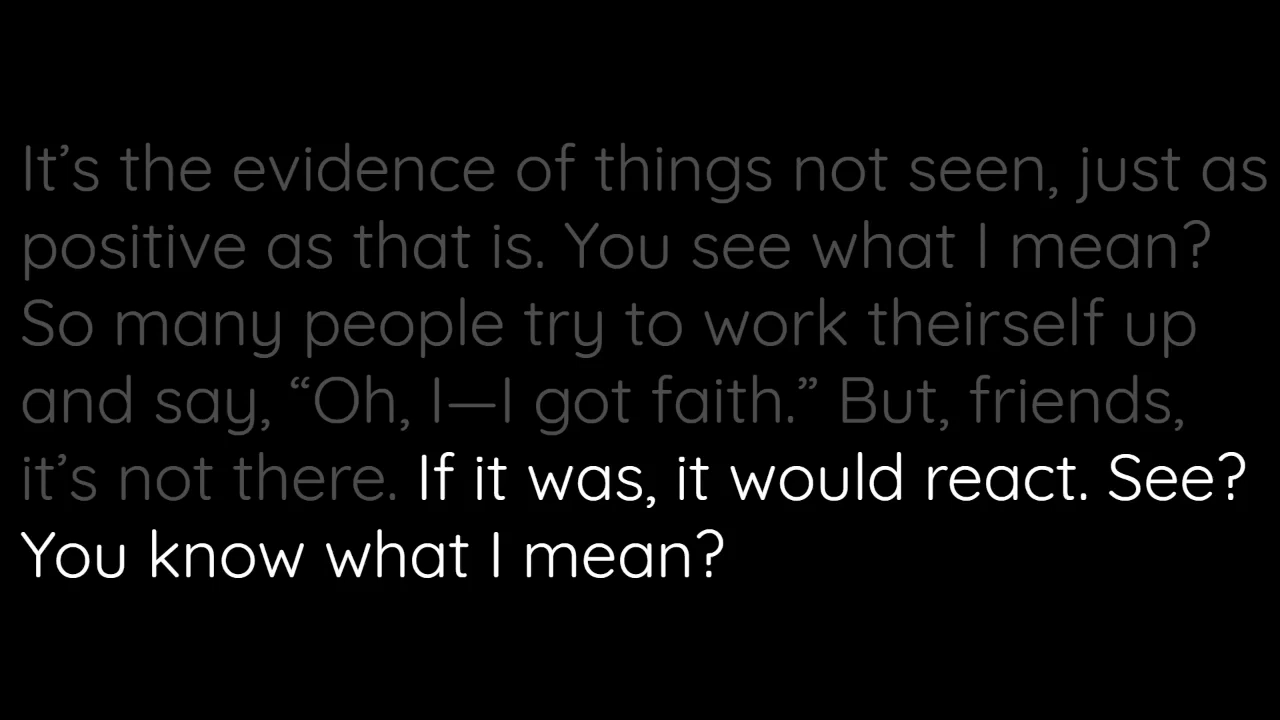 It’s the evidence of things not seen, just as
positive as that is. You see what I mean?
So many people try to work theirself up
and say, “Oh, I—I got faith.” But, friends,
it’s not there. If it was, it would react. See?
You know what I mean?